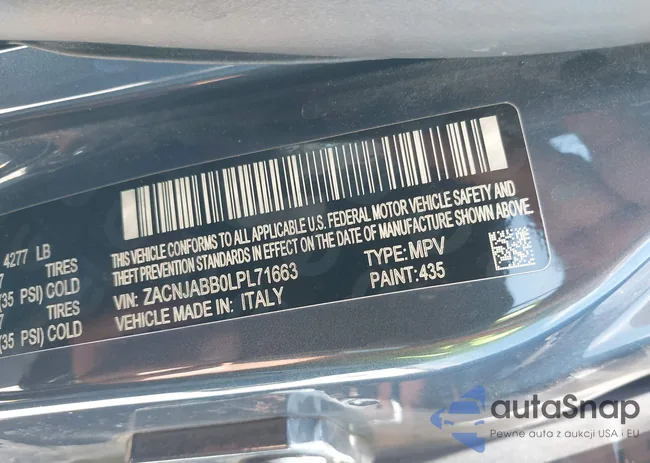 4277 LB
TIRES
(35 PSI) COLD
TIRES
(35 PSI) COLD
THIS VEHICLE CONFORMS TO ALL APPLICABLE U.S. FEDERAL MOTOR VEHICLE SAFETY AND
THEFT PREVENTION STANDARDS IN EFFECT ON THE DATE OF MANUFACTURE SHOWN ABOVE.
VIN: ZACNJABB0LPL71663 TYPE: MPV
VEHICLE MADE IN: ITALY PAINT:435
autaSnap
Pewne auta z aukcji USA i EU